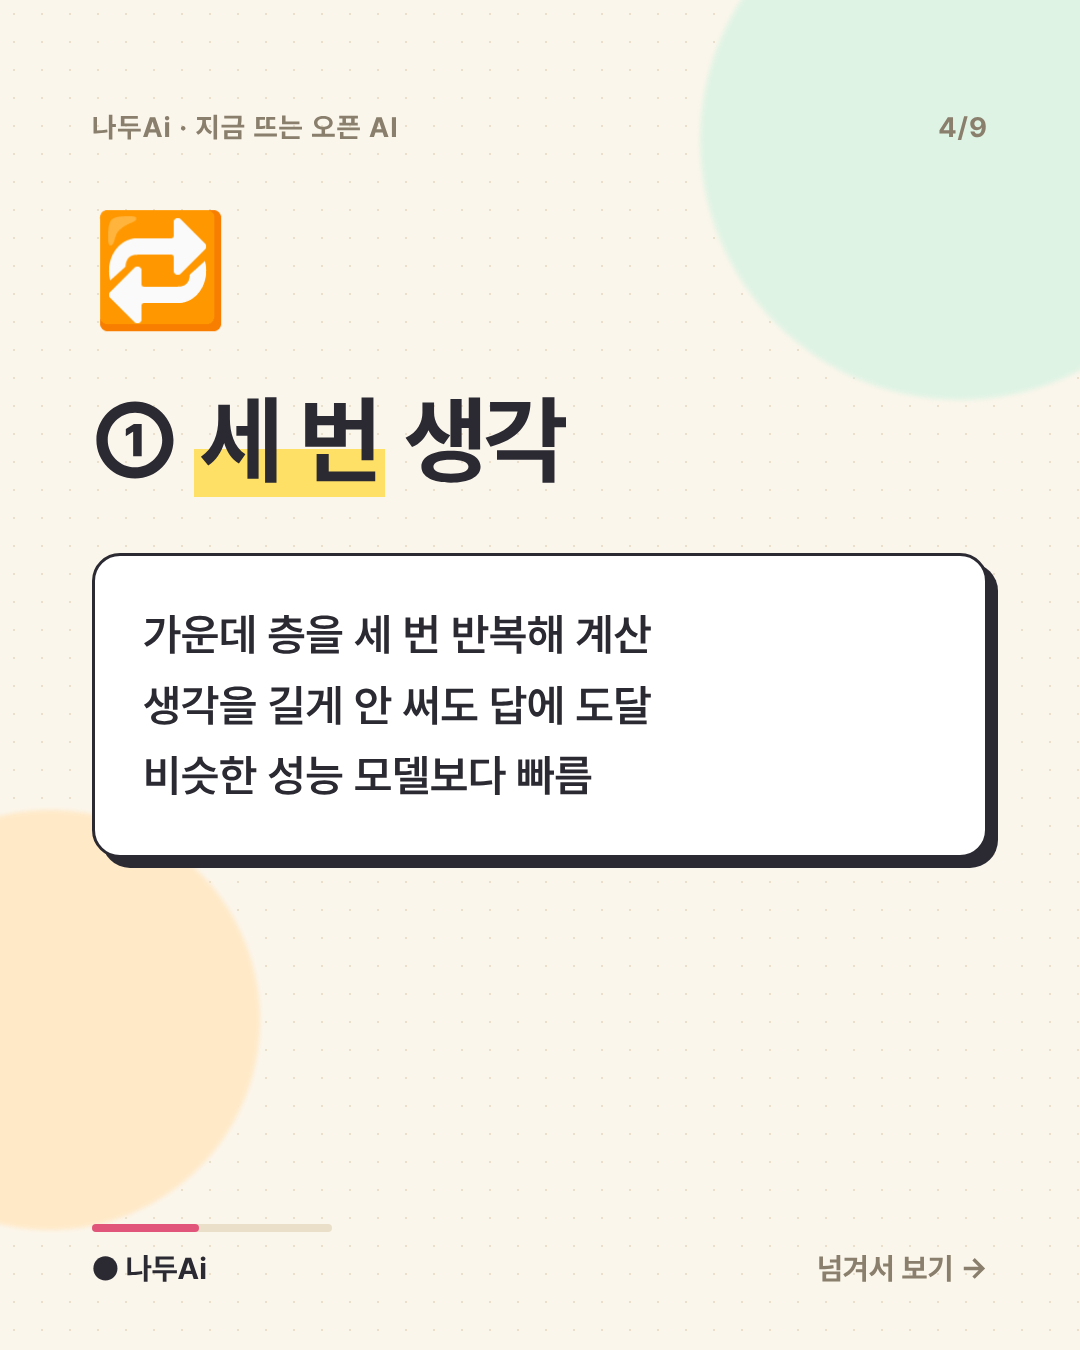 나두Ai · 지금 뜨는 오픈 AI
4/9
① 세 번 생각
가운데 층을 세 번 반복해 계산
생각을 길게 안 써도 답에 도달
비슷한 성능 모델보다 빠름
● 나두Ai
넘겨서 보기 →